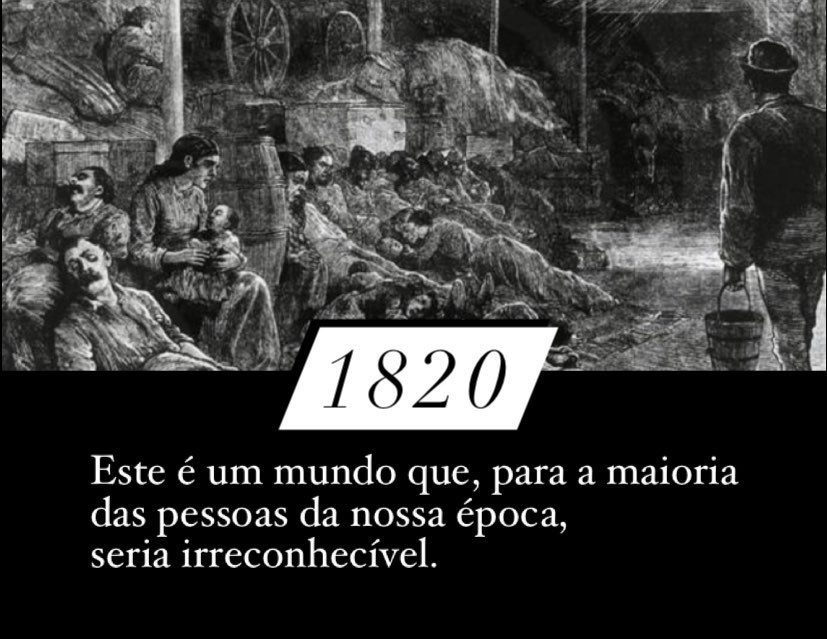 1820
Este é um mundo que, para a maioria
das pessoas da nossa época,
seria irreconhecível.